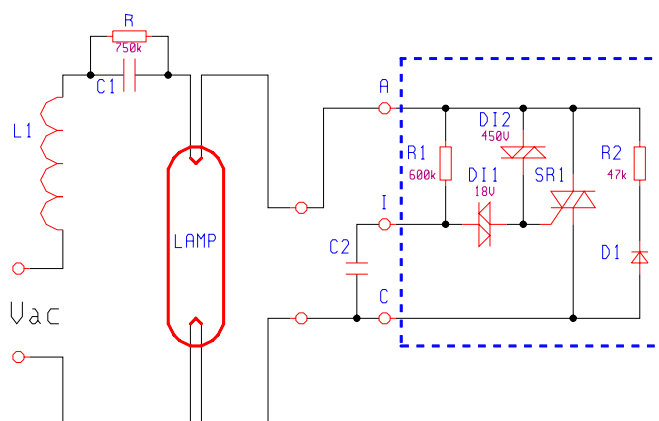 R
750k
C1
L1
LAMP
Vac
A
I
C2
C
R1
600k
DI2
450V
DI1
18V
SR1
R2
47k
D1